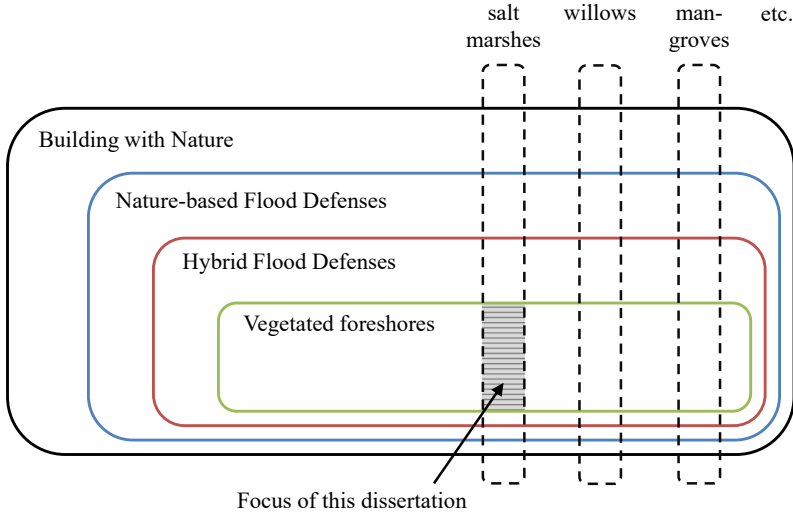 salt
marshes
willows
man-
groves
etc.
Building with Nature
Nature-based Flood Defenses
Hybrid Flood Defenses
Vegetated foreshores
Focus of this dissertation